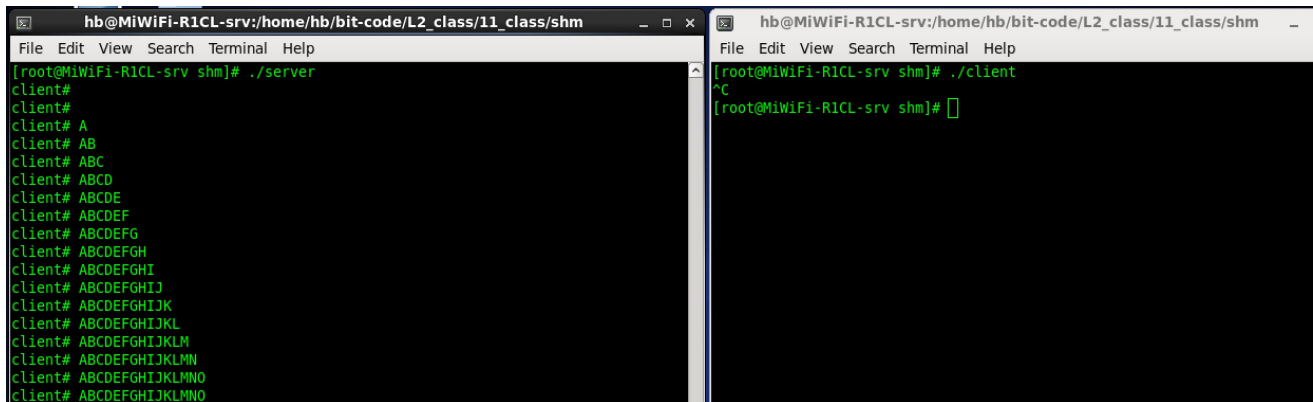 hb@MiWiFi-R1CL-srv:/home/hb/bit-code/L2_class/11_class/shm
File Edit View Search Terminal Help
[root@MiWiFi-R1CL-srv shm]# ./server
client#
client#
client# A
client# AB
client# ABC
client# ABCD
client# ABCDE
client# ABCDEF
client# ABCDEFG
client# ABCDEFGH
client# ABCDEFGHI
client# ABCDEFGHIJ
client# ABCDEFGHIJK
client# ABCDEFGHIJKL
client# ABCDEFGHIJKLM
client# ABCDEFGHIJKLMN
client# ABCDEFGHIJKLMNO
client# ABCDEFGHIJKLMNO
hb@MiWiFi-R1CL-srv:/home/hb/bit-code/L2_class/11_class/shm
File Edit View Search Terminal Help
[root@MiWiFi-R1CL-srv shm]# ./client
^C
[root@MiWiFi-R1CL-srv shm]#